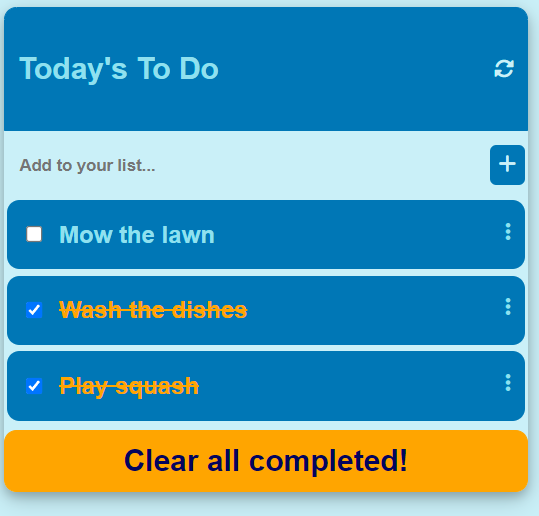 Today's To Do
Add to your list...
Mow the lawn
Wash the dishes
Play squash
Clear all completed!